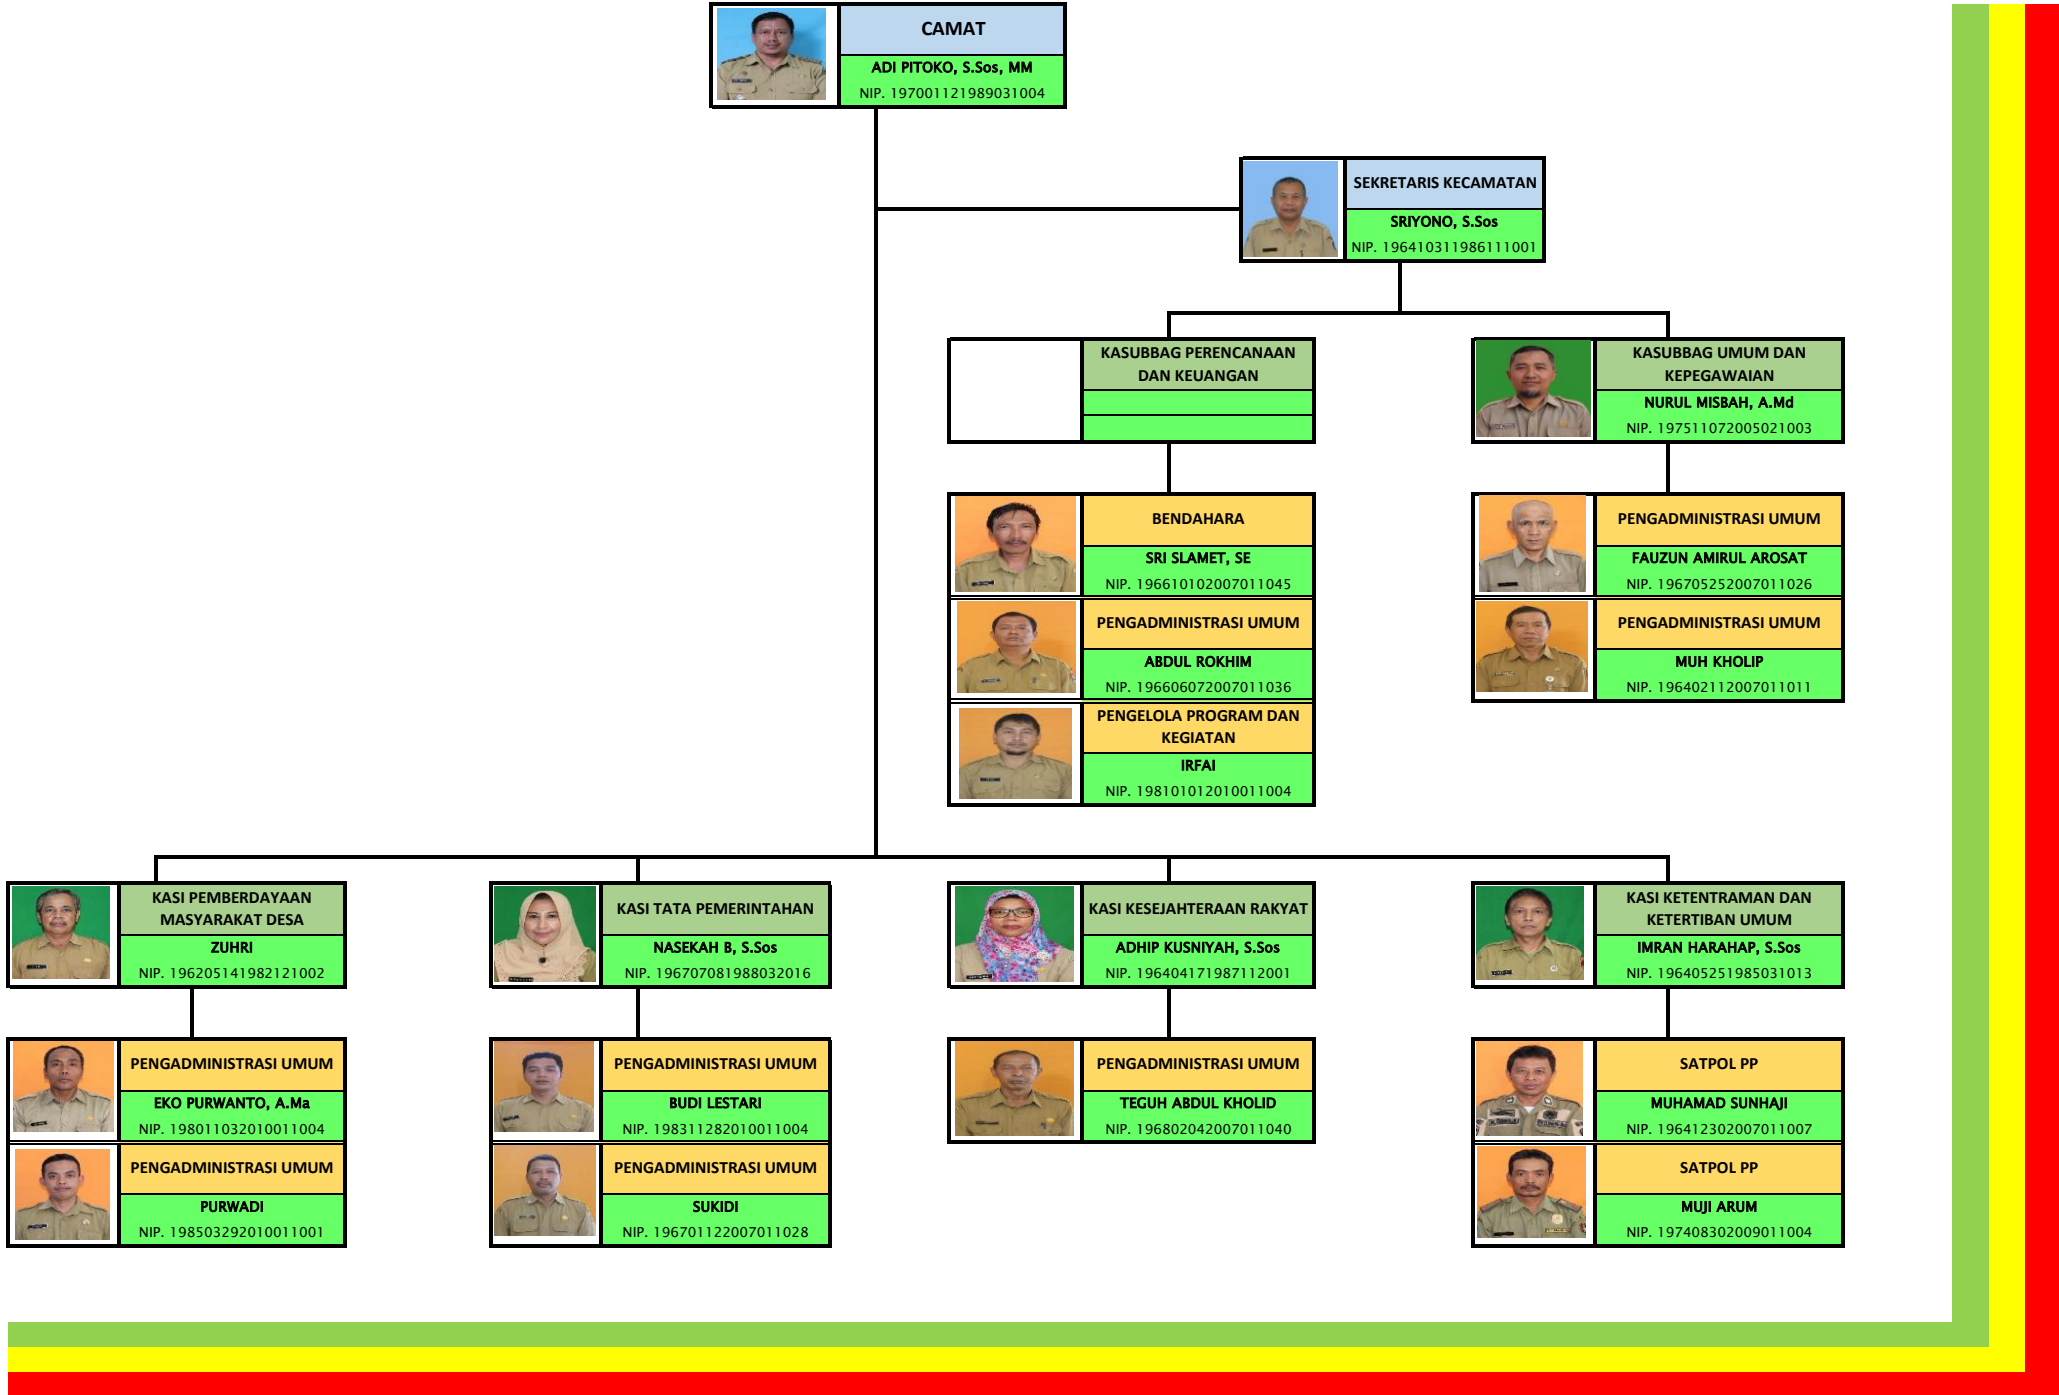 CAMAT
ADI PITOKO, S.Sos, MM
NIP. 197001121989031004
SEKRETARIS KECAMATAN
SRIYONO, S.Sos
NIP. 196410311986111001
KASUBBAG PERENCANAAN
DAN KEUANGAN
KASUBBAG UMUM DAN
KEPEGAWAIAN
NURUL MISBAH, A.Md
NIP. 197511072005021003
BENDAHARA
SRI SLAMET, SE
NIP. 196610102007011045
PENGADMINISTRASI UMUM
ABDUL ROKHIM
NIP. 196606072007011036
PENGELOLA PROGRAM DAN
KEGIATAN
IRFAI
NIP. 198101012010011004
PENGADMINISTRASI UMUM
FAUZUN AMIRUL AROSAT
NIP. 196705252007011026
PENGADMINISTRASI UMUM
MUH KHOLIP
NIP. 196402112007011011
KASI PEMBERDAYAAN
MASYARAKAT DESA
ZUHRI
NIP. 196205141982121002
KASI TATA PEMERINTAHAN
NASEKAH B, S.Sos
NIP. 196707081988032016
KASI KESEJAHTERAAN RAKYAT
ADHIP KUSNIYAH, S.Sos
NIP. 196404171987112001
KASI KETENTRAMAN DAN
KETERTIBAN UMUM
IMRAN HARAHAP, S.Sos
NIP. 196405251985031013
PENGADMINISTRASI UMUM
EKO PURWANTO, A.Ma
NIP. 198011032010011004
PENGADMINISTRASI UMUM
PURWADI
NIP. 198503292010011001
PENGADMINISTRASI UMUM
BUDI LESTARI
NIP. 198311282010011004
PENGADMINISTRASI UMUM
SUKIDI
NIP. 196701122007011028
PENGADMINISTRASI UMUM
TEGUH ABDUL KHOLID
NIP. 196802042007011040
SATPOL PP
MUHAMAD SUNHAJI
NIP. 196412302007011007
SATPOL PP
MUJI ARUM
NIP. 197408302009011004